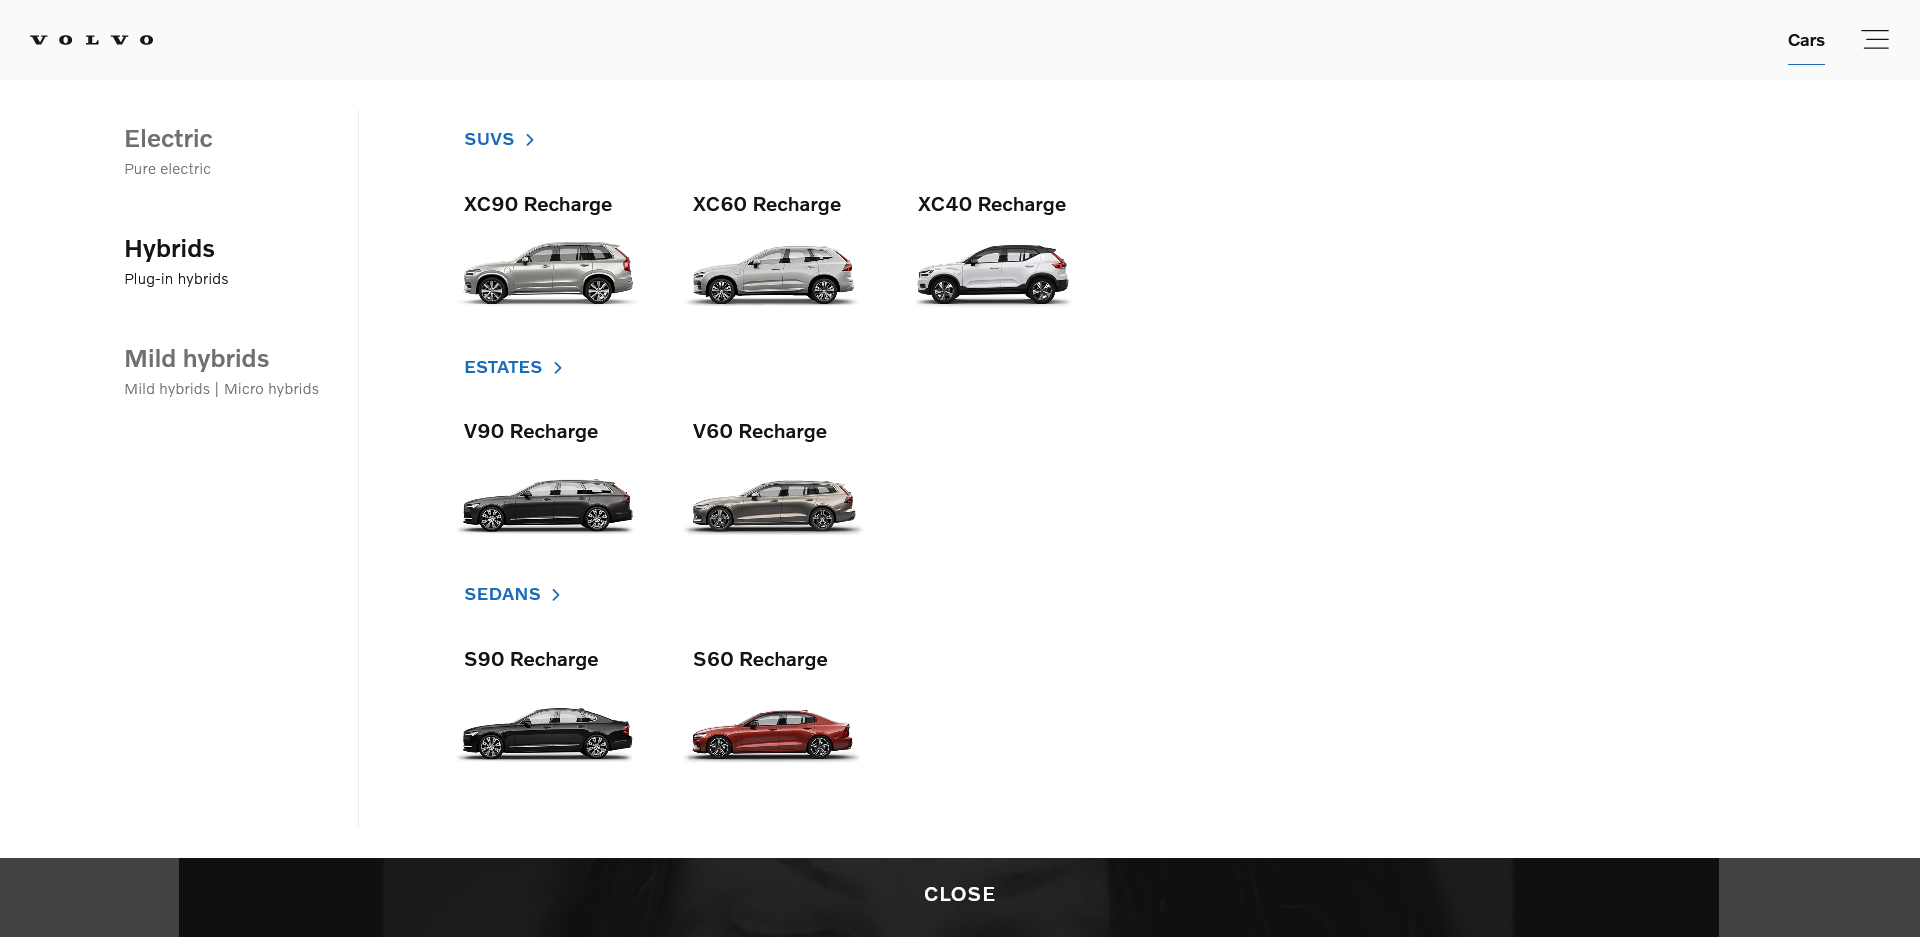 VOLVO
Cars
Electric
Pure electric
Hybrids
Plug-in hybrids
Mild hybrids
Mild hybrids | Micro hybrids
SUVS
XC90 Recharge
XC60 Recharge
XC40 Recharge
ESTATES
V90 Recharge
V60 Recharge
SEDANS
S90 Recharge
S60 Recharge
CLOSE